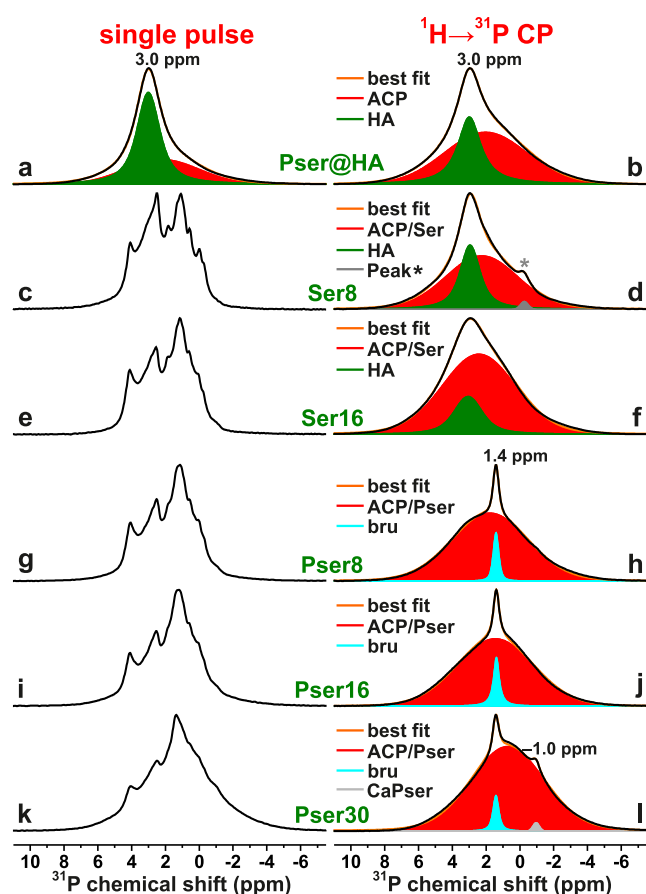 single pulse
¹H→³¹P CP
3.0 ppm
3.0 ppm
best fit
ACP
HA
a
Pser@HA
b
best fit
ACP/Ser
HA
Peak*
*
c
Ser8
d
best fit
ACP/Ser
HA
e
Ser16
f
1.4 ppm
best fit
ACP/Pser
bru
g
Pser8
h
best fit
ACP/Pser
bru
i
Pser16
j
best fit
ACP/Pser
bru
CaPser
–1.0 ppm
k
Pser30
l
10 8 6 4 2 0 -2 -4 -6
10 8 6 4 2 0 -2 -4 -6
³¹P chemical shift (ppm)
³¹P chemical shift (ppm)